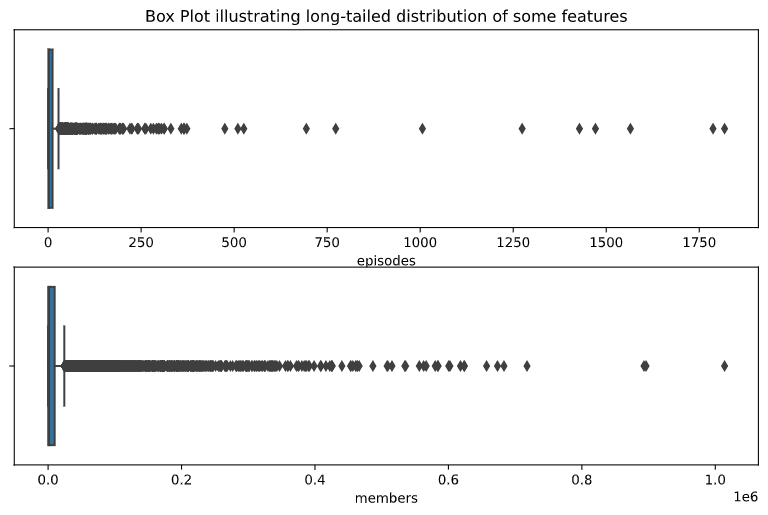 Box Plot illustrating long-tailed distribution of some features
0 250 500 750 1000 1250 1500 1750
episodes
0.0 0.2 0.4 0.6 0.8 1.0
1e6
members